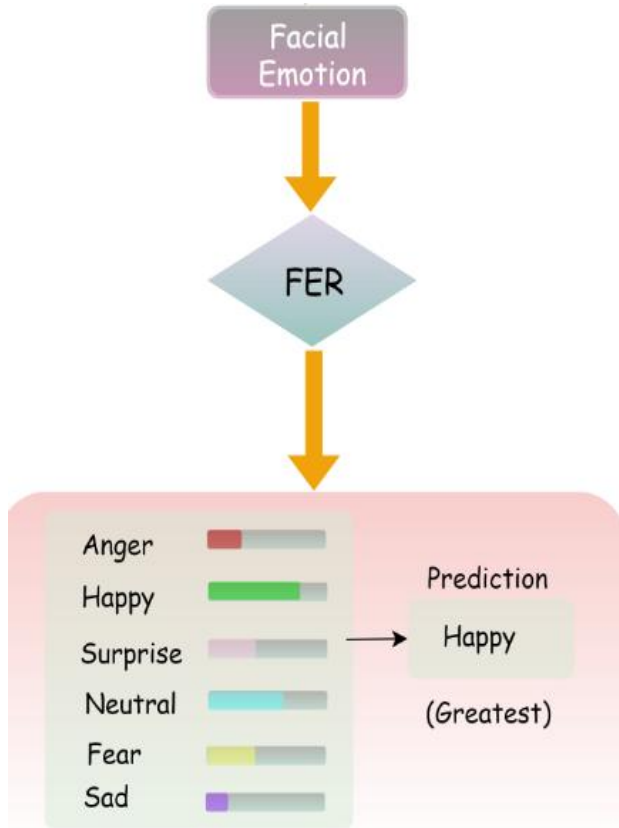 Facial
Emotion
FER
Anger
Happy
Surprise
Neutral
Fear
Sad
Prediction
Happy
(Greatest)